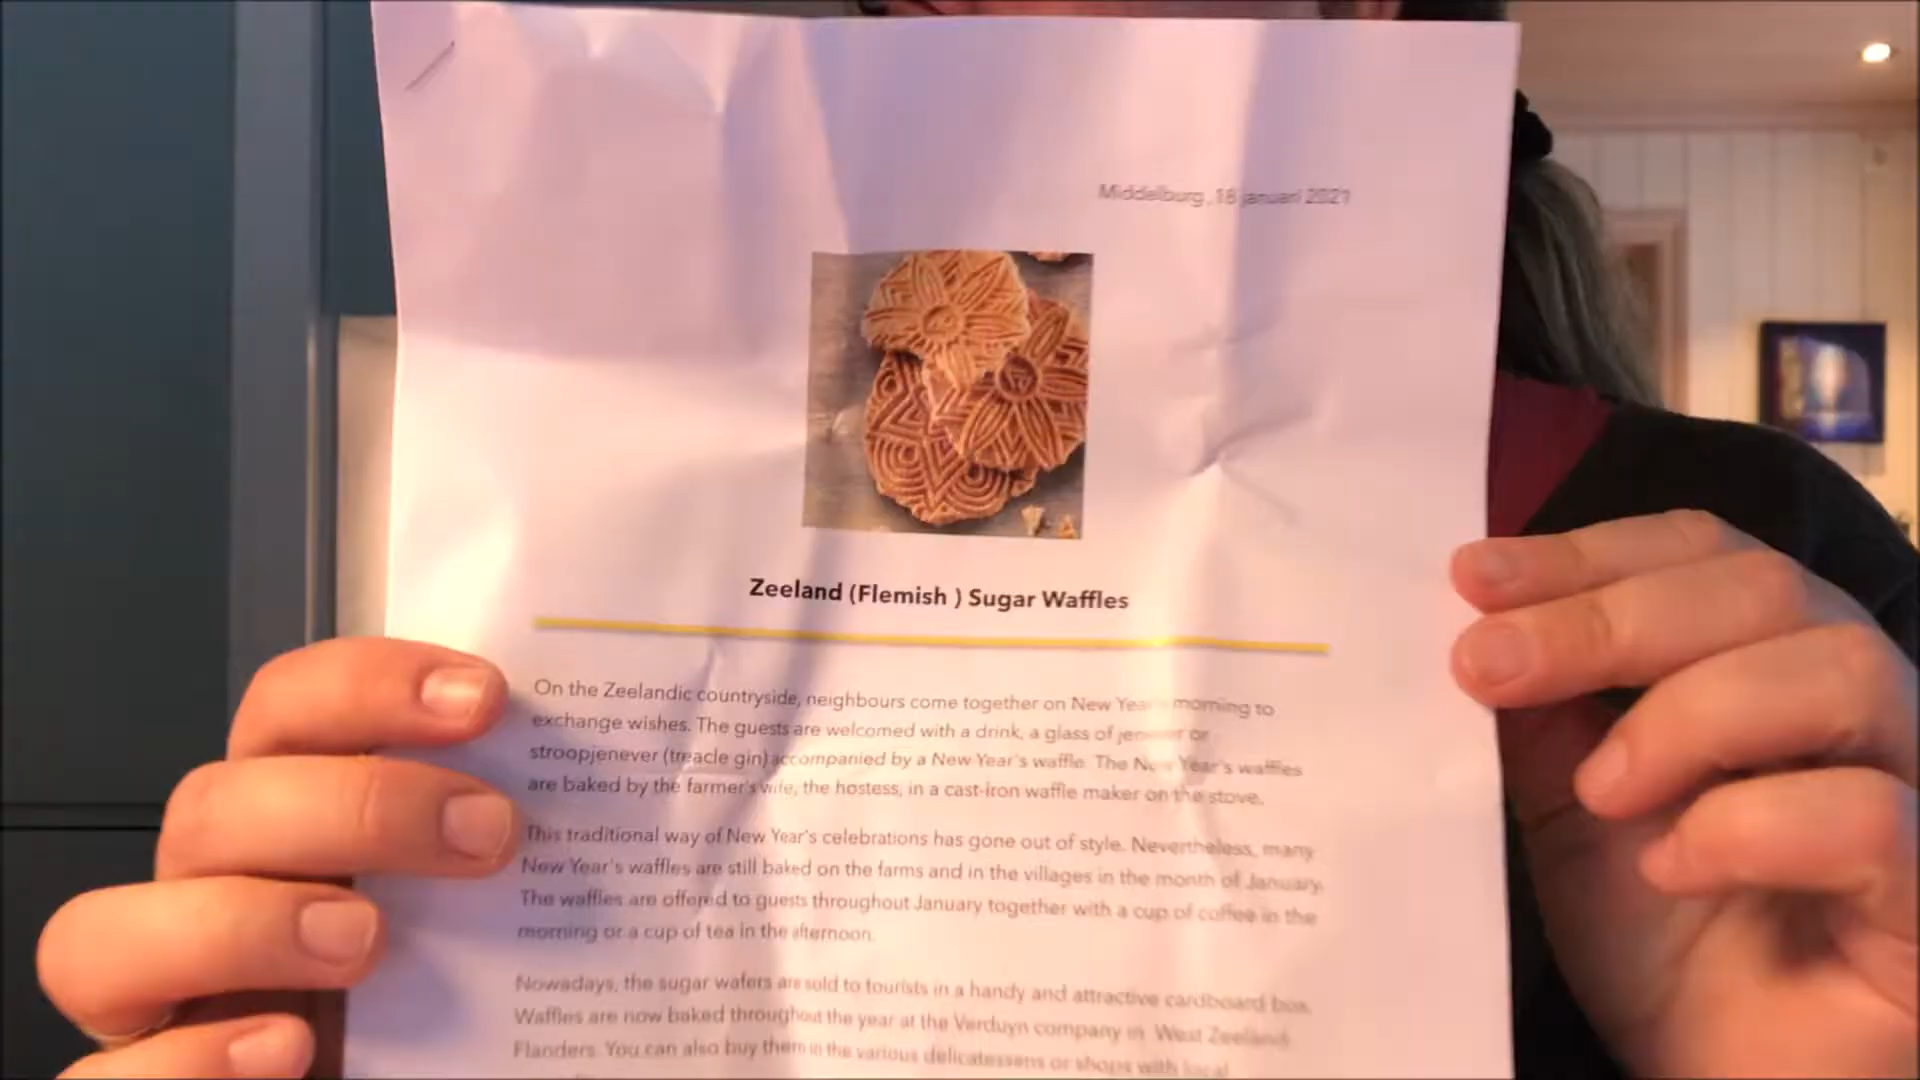 Middelburg, 18 januari 2021
Zeeland (Flemish ) Sugar Waffles
On the Zeelandic countryside, neighbours come together on New Year morning to
exchange wishes. The guests are welcomed with a drink, a glass of or
stroopjenever (treacle gin) accompanied by a New Year's waffle. The New Year's waffles
are baked by the farmer's wife, the hostess, in a cast-iron waffle maker on the stove.
This traditional way of New Year's celebrations has gone out of style. Nevertheless, many
New Year's waffles are still baked on the farms and in the villages in the month of January.
The waffles are offered to guests throughout January together with a cup of coffee in the
morning or a cup of tea in the afternoon.
Nowadays, the sugar wafers are sold to tourists in a handy and attractive cardboard box.
Waffles are now baked throughout the year at the Verduyn company in West Zeeland
Flanders. You can also buy them in the various delicatessens or shops with local